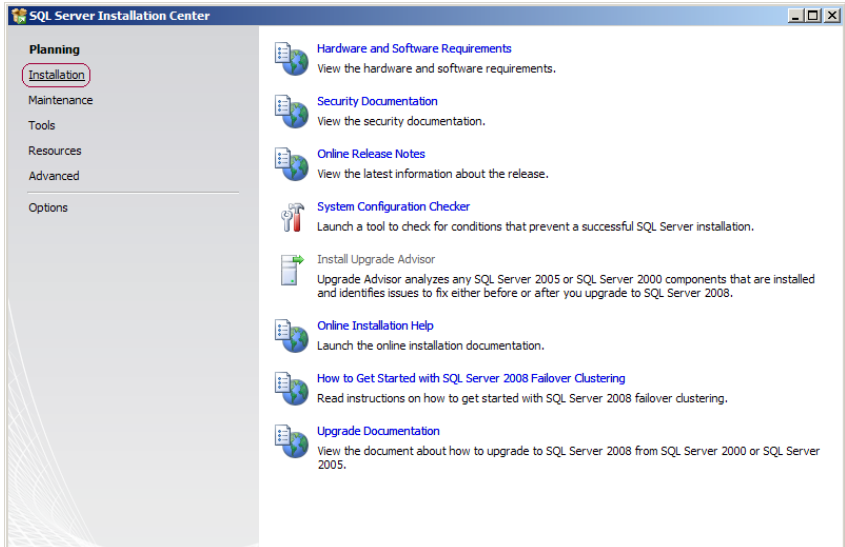 SQL Server Installation Center
Planning
Installation
Maintenance
Tools
Resources
Advanced
Options
Hardware and Software Requirements
View the hardware and software requirements.
Security Documentation
View the security documentation.
Online Release Notes
View the latest information about the release.
System Configuration Checker
Launch a tool to check for conditions that prevent a successful SQL Server installation.
Install Upgrade Advisor
Upgrade Advisor analyzes any SQL Server 2005 or SQL Server 2000 components that are installed
and identifies issues to fix either before or after you upgrade to SQL Server 2008.
Online Installation Help
Launch the online installation documentation.
How to Get Started with SQL Server 2008 Failover Clustering
Read instructions on how to get started with SQL Server 2008 failover clustering.
Upgrade Documentation
View the document about how to upgrade to SQL Server 2008 from SQL Server 2000 or SQL Server
2005.